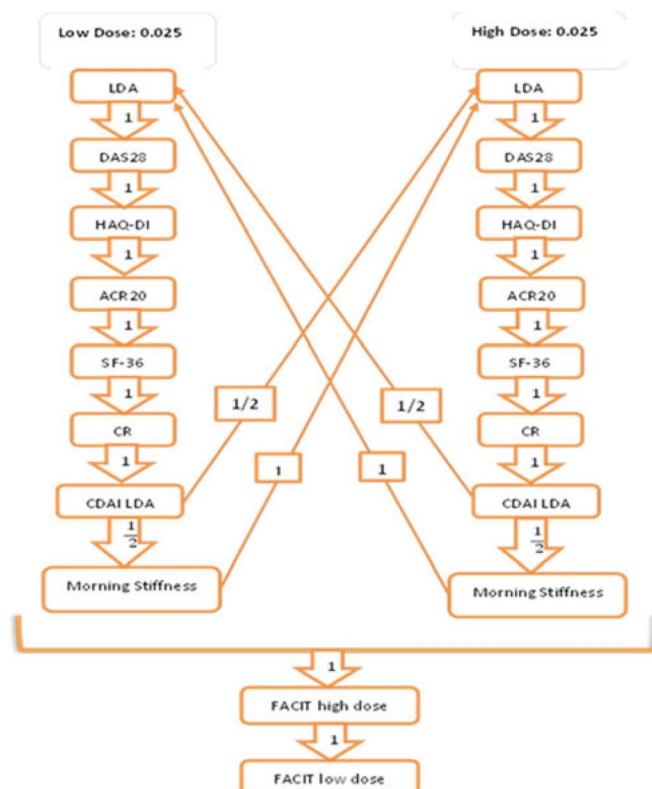 Low Dose: 0.025
High Dose: 0.025
LDA
LDA
1
1
DAS28
DAS28
1
1
HAQ-DI
HAQ-DI
1
1
ACR20
ACR20
1
1
SF-36
SF-36
1
1
1/2
1/2
CR
CR
1
1
1
1
CDAI LDA
CDAI LDA
1/2
1/2
Morning Stiffness
Morning Stiffness
1
FACIT high dose
1
FACIT low dose